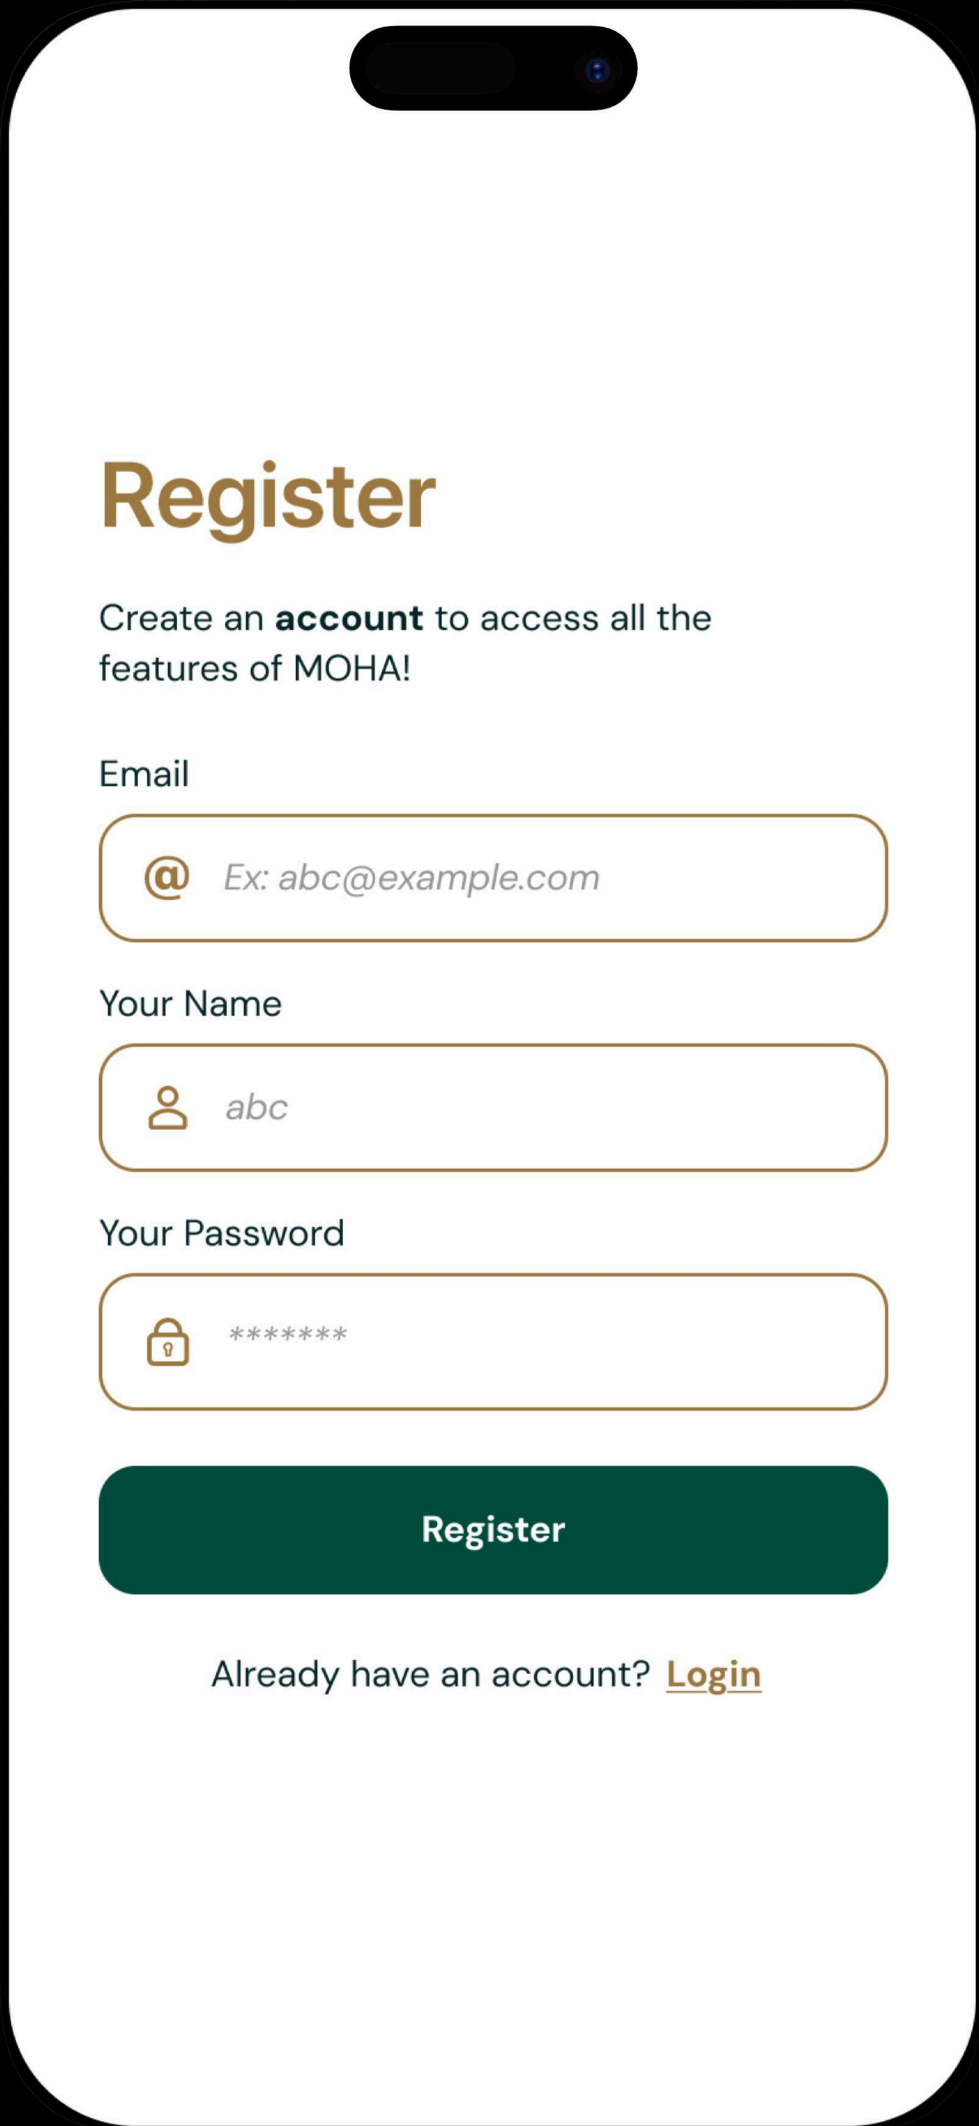 Register
Create an account to access all the
features of MOHA!
Email
@ Ex: abc@example.com
Your Name
abc
Your Password
*******
Register
Already have an account? Login